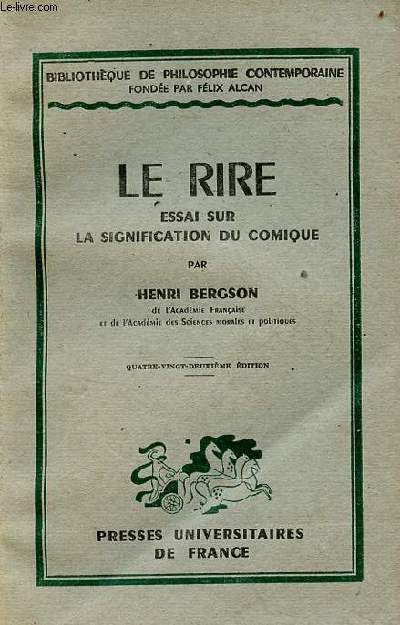 Le-livre.com
BIBLIOTHÈQUE DE PHILOSOPHIE CONTEMPORAINE
FONDÉE PAR FÉLIX ALCAN
LE RIRE
ESSAI SUR
LA SIGNIFICATION DU COMIQUE
PAR
HENRI BERGSON
de l'Académie Française
et de l'Académie des Sciences morales et politiques
QUATRE-VINGT-DEUXIÈME ÉDITION
PRESSES UNIVERSITAIRES
DE FRANCE